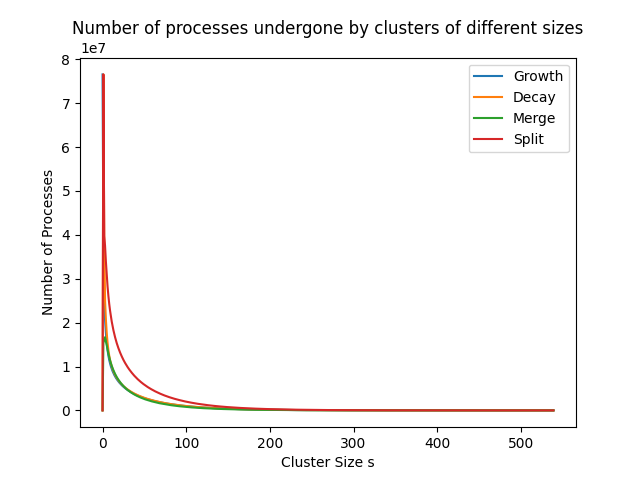 Number of processes undergone by clusters of different sizes
1e7
8
7
6
5
4
3
2
1
0
Number of Processes
Growth
Decay
Merge
Split
0 100 200 300 400 500
Cluster Size s